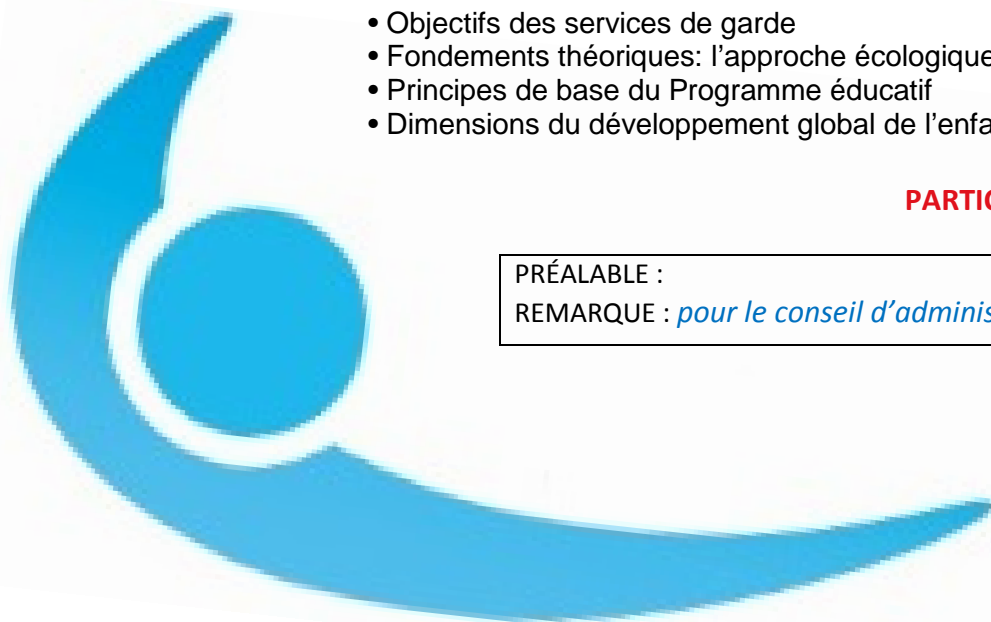 • Objectifs des services de garde
• Fondements théoriques: l’approche écologique
• Principes de base du Programme éducatif
• Dimensions du développement global de l’enfa
PARTIC
PRÉALABLE :
REMARQUE : pour le conseil d’adminis